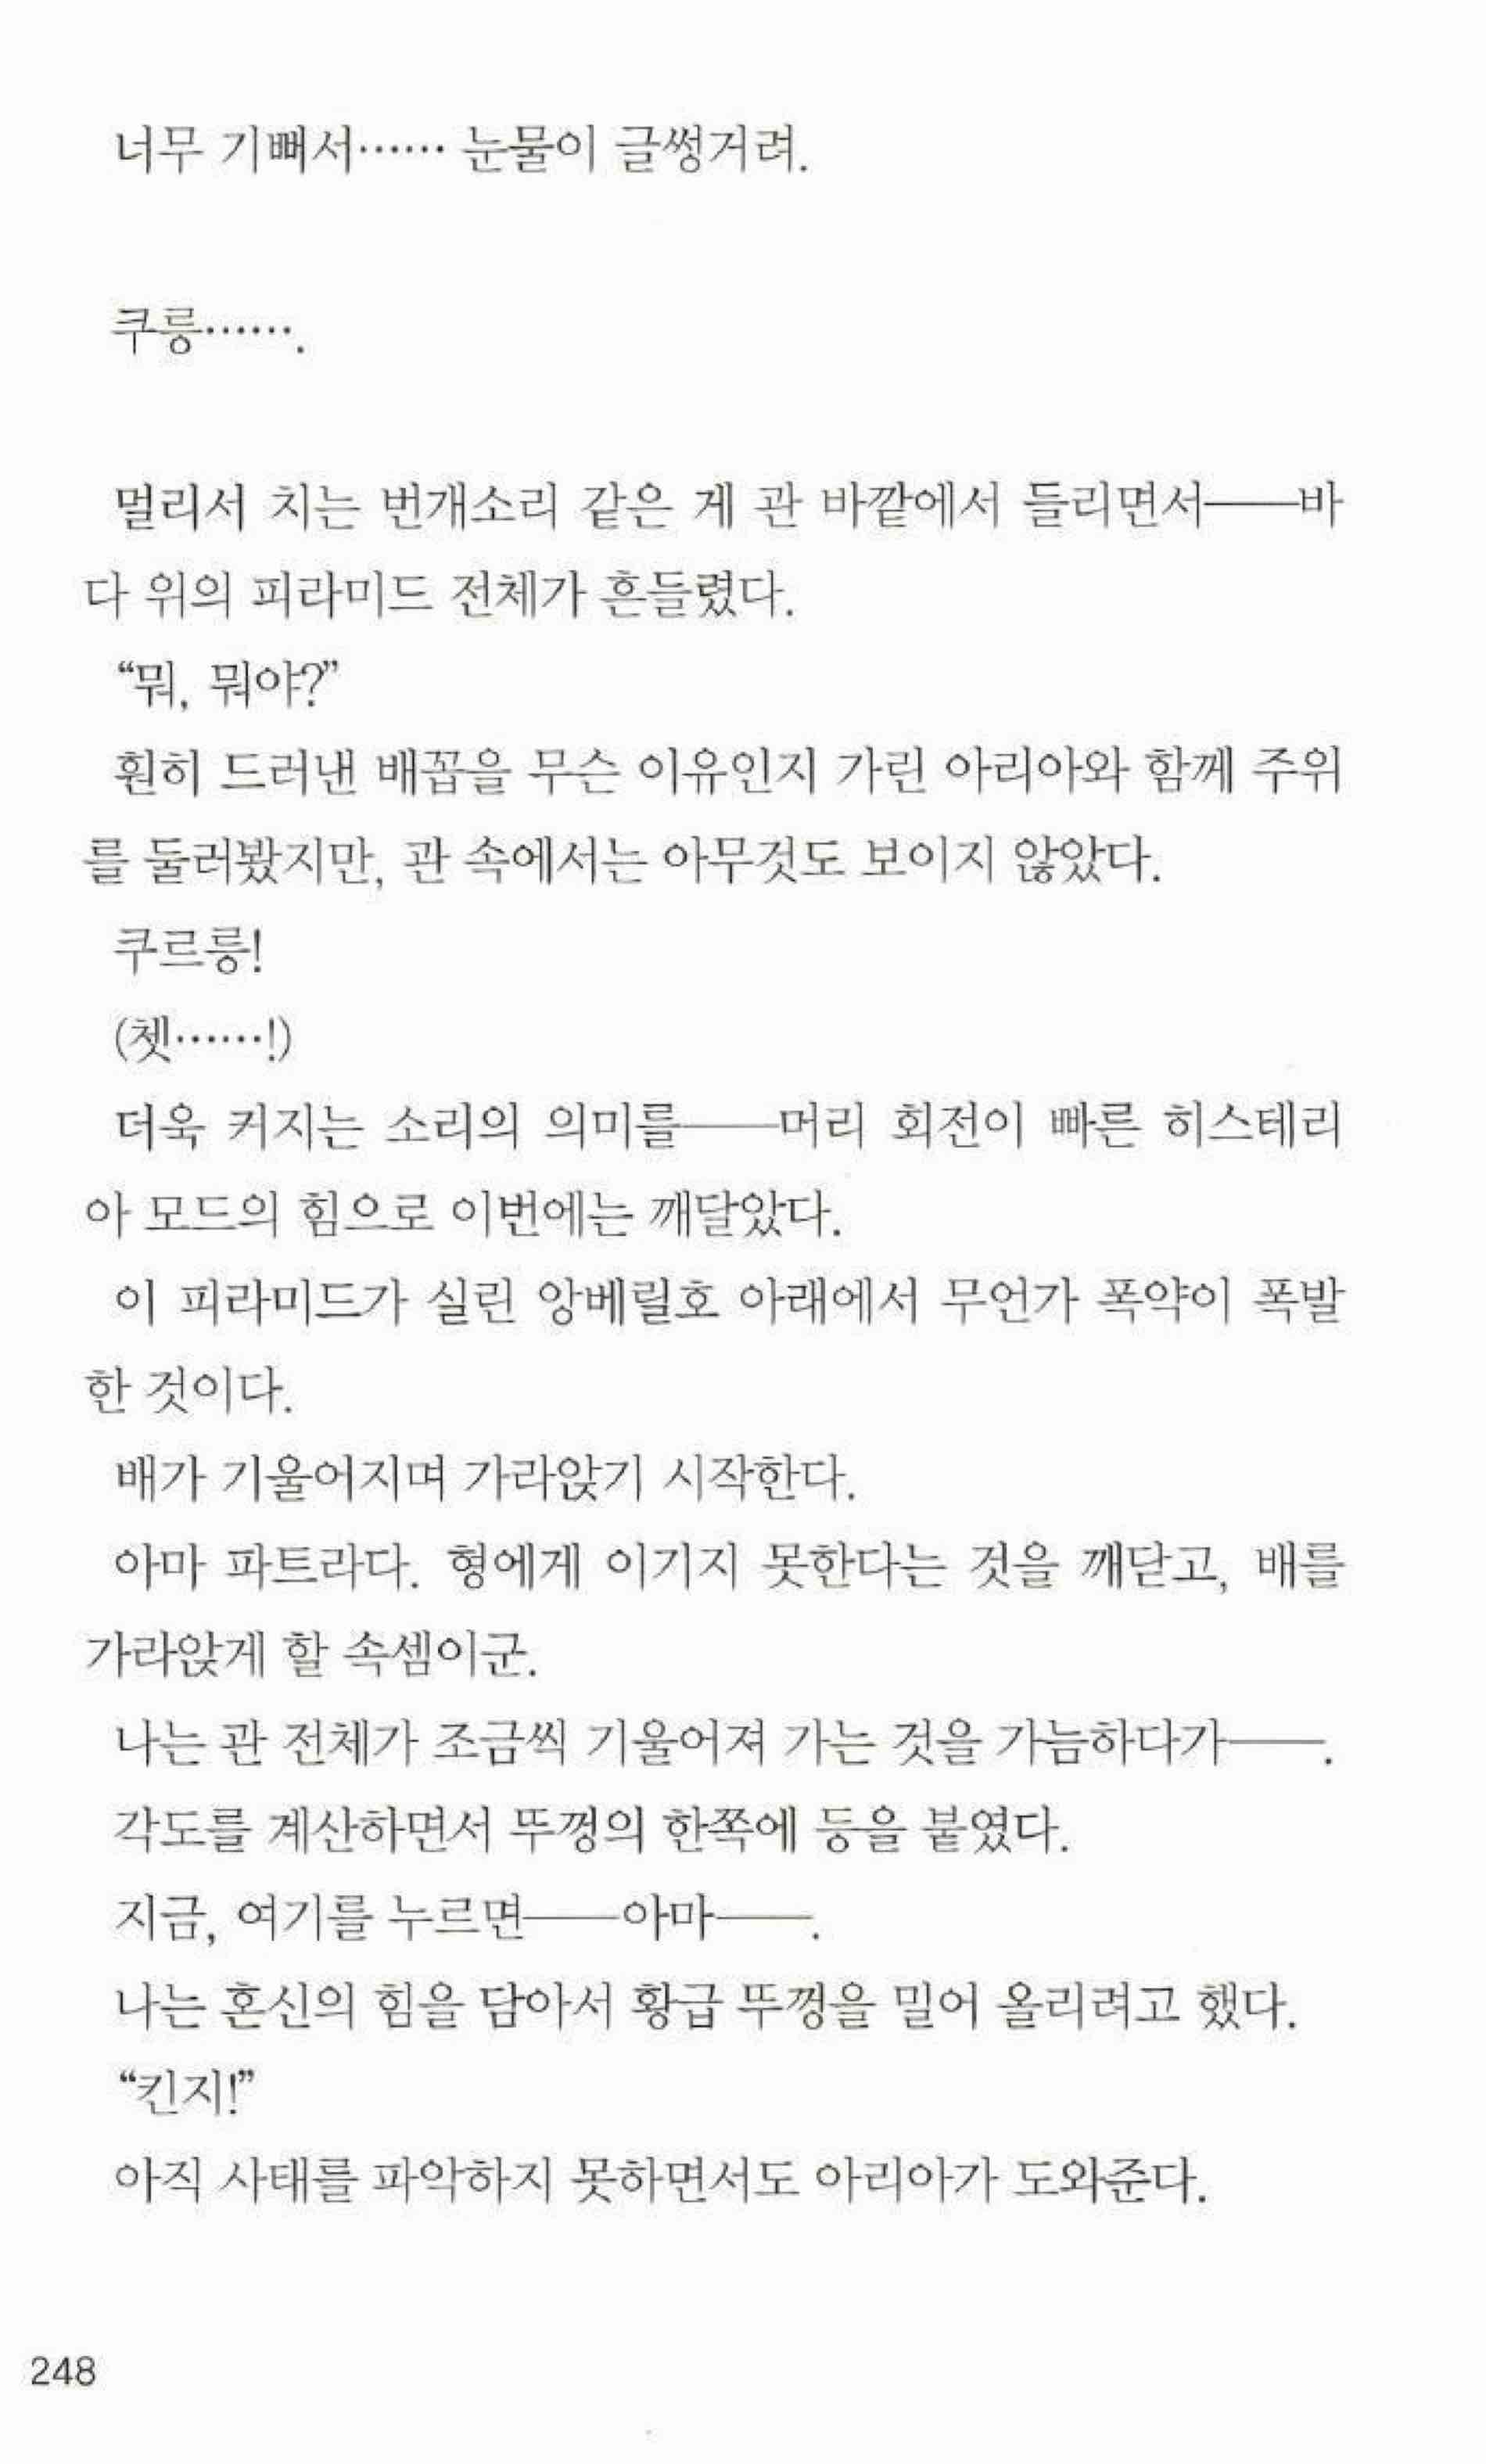 너무 기뻐서…… 눈물이 글썽거려.
쿠릉…….
멀리서 치는 번개소리 같은 게 관 바깥에서 들리면서──바
다 위의 피라미드 전체가 흔들렸다.
“뭐, 뭐야?”
훤히 드러낸 배꼽을 무슨 이유인지 가린 아리아와 함께 주위
를 둘러봤지만, 관 속에서는 아무것도 보이지 않았다.
쿠르릉!
(쳇……!)
더욱 커지는 소리의 의미를──머리 회전이 빠른 히스테리
아 모드의 힘으로 이번에는 깨달았다.
이 피라미드가 실린 앙베릴호 아래에서 무언가 폭약이 폭발
한 것이다.
배가 기울어지며 가라앉기 시작한다.
아마 파트라다. 형에게 이기지 못한다는 것을 깨닫고, 배를
가라앉게 할 속셈이군.
나는 관 전체가 조금씩 기울어져 가는 것을 가늠하다가──.
각도를 계산하면서 뚜껑의 한쪽에 등을 붙였다.
지금, 여기를 누르면──아마──.
나는 혼신의 힘을 담아서 황급 뚜껑을 밀어 올리려고 했다.
“킨지!”
아직 사태를 파악하지 못하면서도 아리아가 도와준다.
248